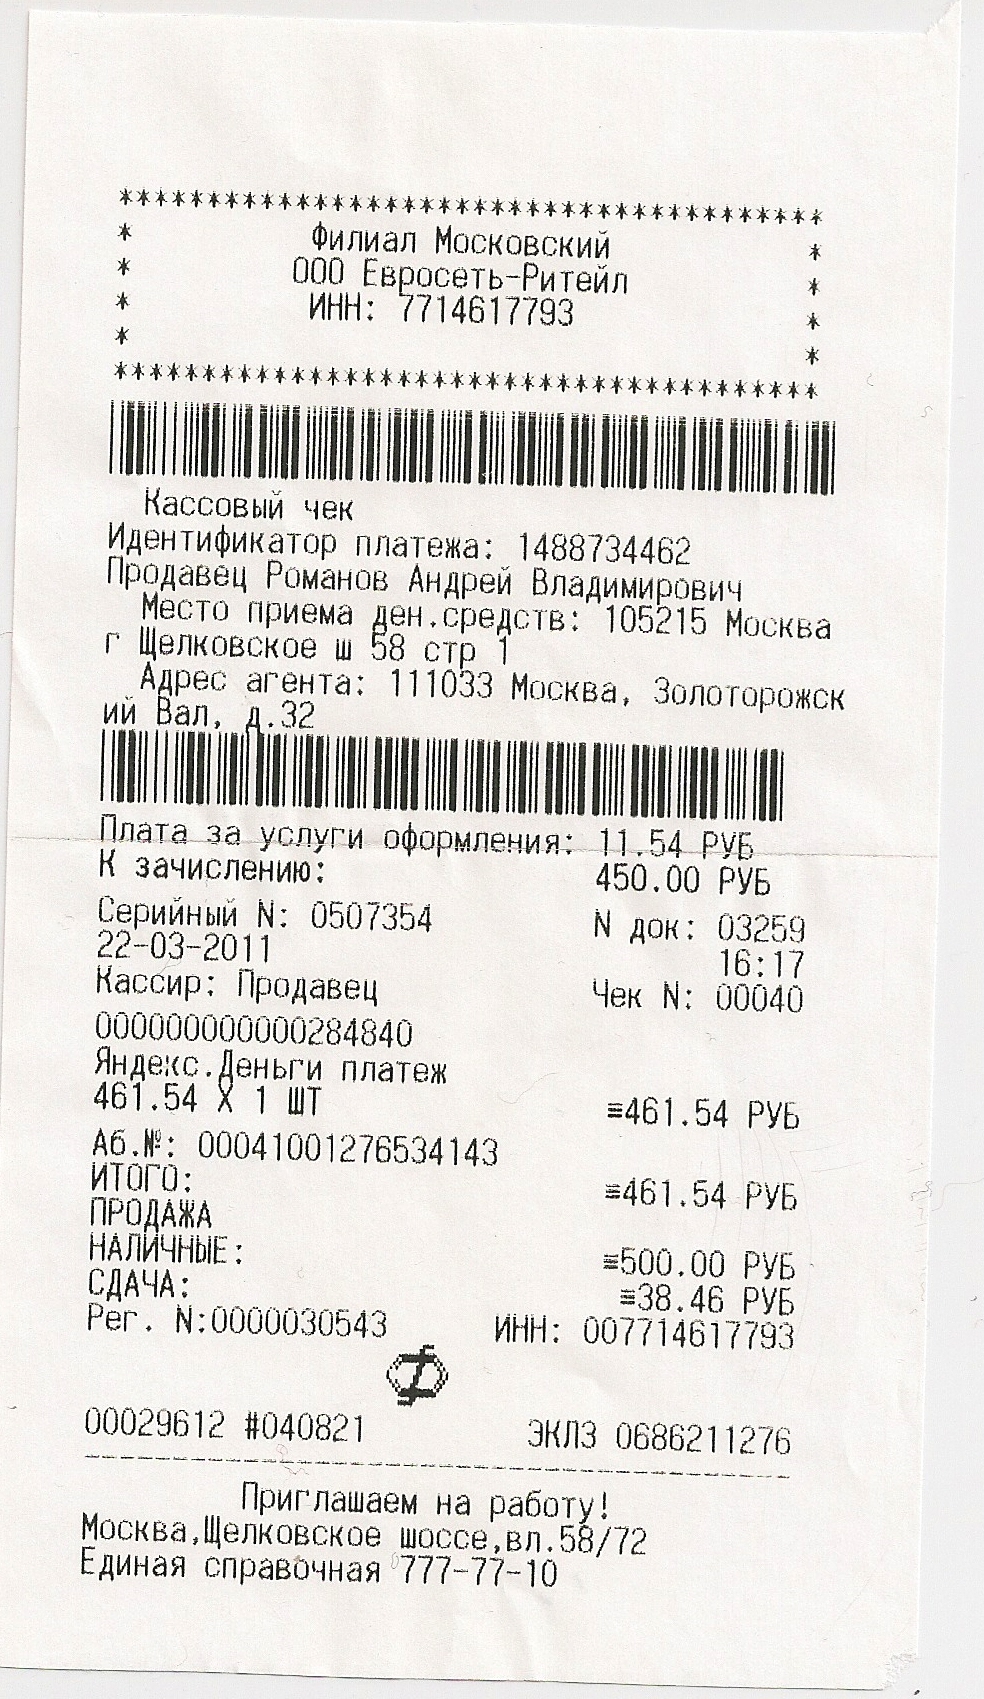 ****************************************
* Филиал Московский *
* ООО Евросеть-Ритейл *
* ИНН: 7714617793 *
* *
****************************************
Кассовый чек
Идентификатор платежа: 1488734462
Продавец Романов Андрей Владимирович
Место приема ден.средств: 105215 Москва
г Щелковское ш 58 стр 1
Адрес агента: 111033 Москва, Золоторожск
ий Вал, д.32
Плата за услуги оформления: 11.54 РУБ
К зачислению: 450.00 РУБ
Серийный N: 0507354 N док: 03259
22-03-2011 16:17
Кассир: Продавец Чек N: 00040
000000000000284840
Яндекс.Деньги платеж
461.54 X 1 ШТ ≡461.54 РУБ
Аб.№: 00041001276534143
ИТОГО: ≡461.54 РУБ
ПРОДАЖА
НАЛИЧНЫЕ: ≡500.00 РУБ
СДАЧА: ≡38.46 РУБ
Рег. N:0000030543 ИНН: 007714617793
00029612 #040821 ЭКЛЗ 0686211276
Приглашаем на работу!
Москва,Щелковское шоссе,вл.58/72
Единая справочная 777-77-10